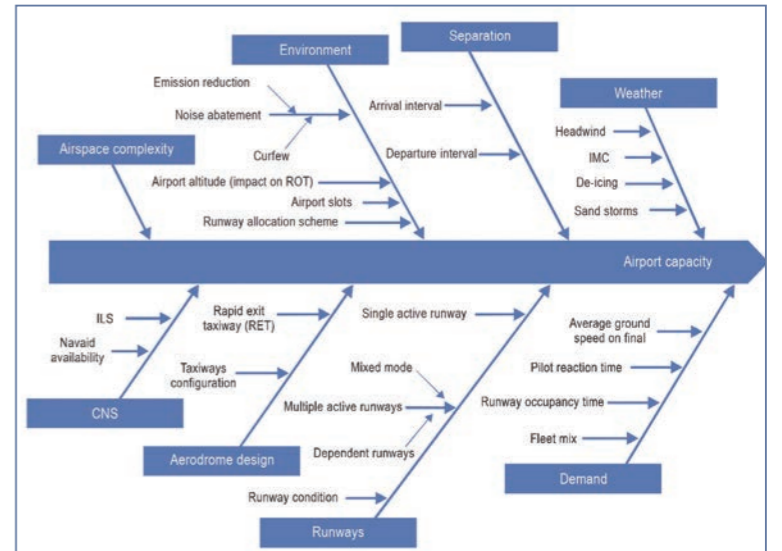 Environment
Separation
Weather
Airspace complexity
Emission reduction
Noise abatement
Curfew
Airport altitude (impact on ROT)
Airport slots
Runway allocation scheme
Arrival interval
Departure interval
Headwind
IMC
De-icing
Sand storms
Airport capacity
ILS
Navaid
availability
CNS
Rapid exit
taxiway (RET)
Taxiways
configuration
Aerodrome design
Single active runway
Mixed mode
Multiple active runways
Dependent runways
Runway condition
Runways
Average ground
speed on final
Pilot reaction time
Runway occupancy time
Fleet mix
Demand